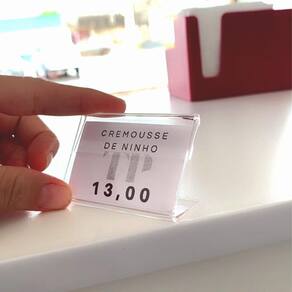 CREMOUSSE
DE NINHO
TP
13,00